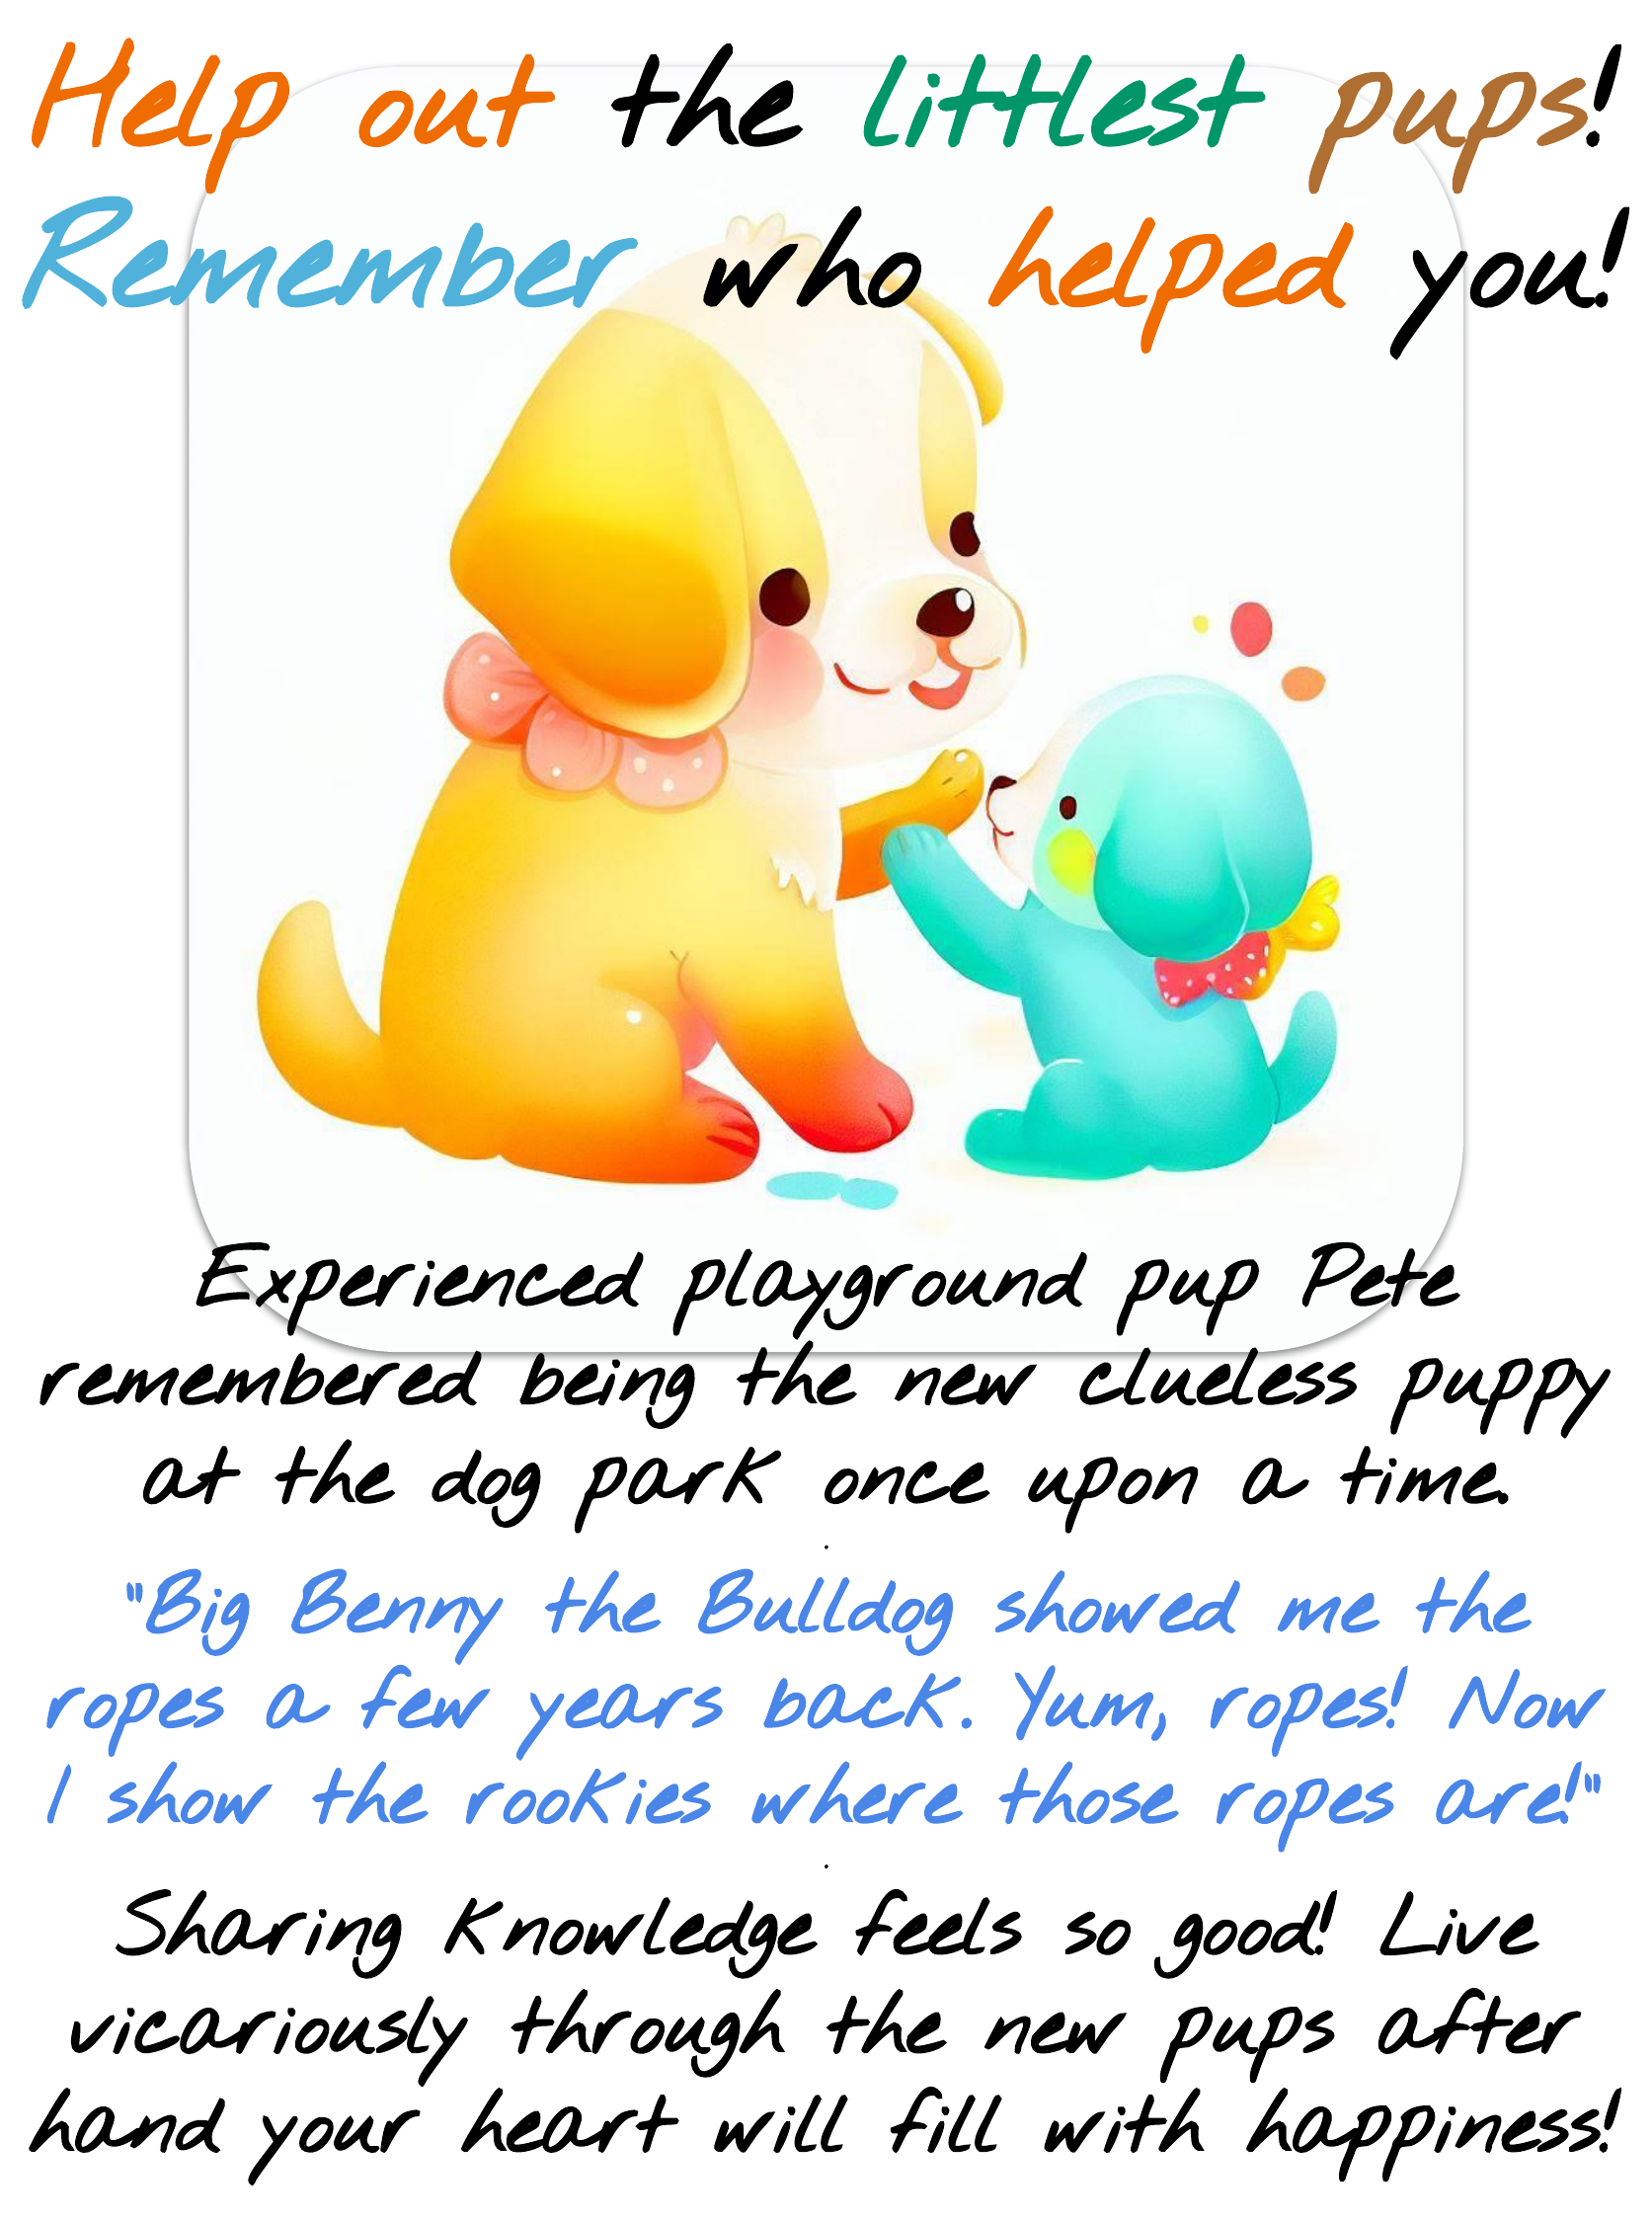 Help out the littlest pups!
Remember who helped you!
Experienced playground pup Pete
remembered being the new clueless puppy
at the dog park once upon a time.
.
"Big Benny the Bulldog showed me the
ropes a few years back. Yum, ropes! Now
I show the rookies where those ropes are!"
.
Sharing knowledge feels so good! Live
vicariously through the new pups after
hand your heart will fill with happiness!